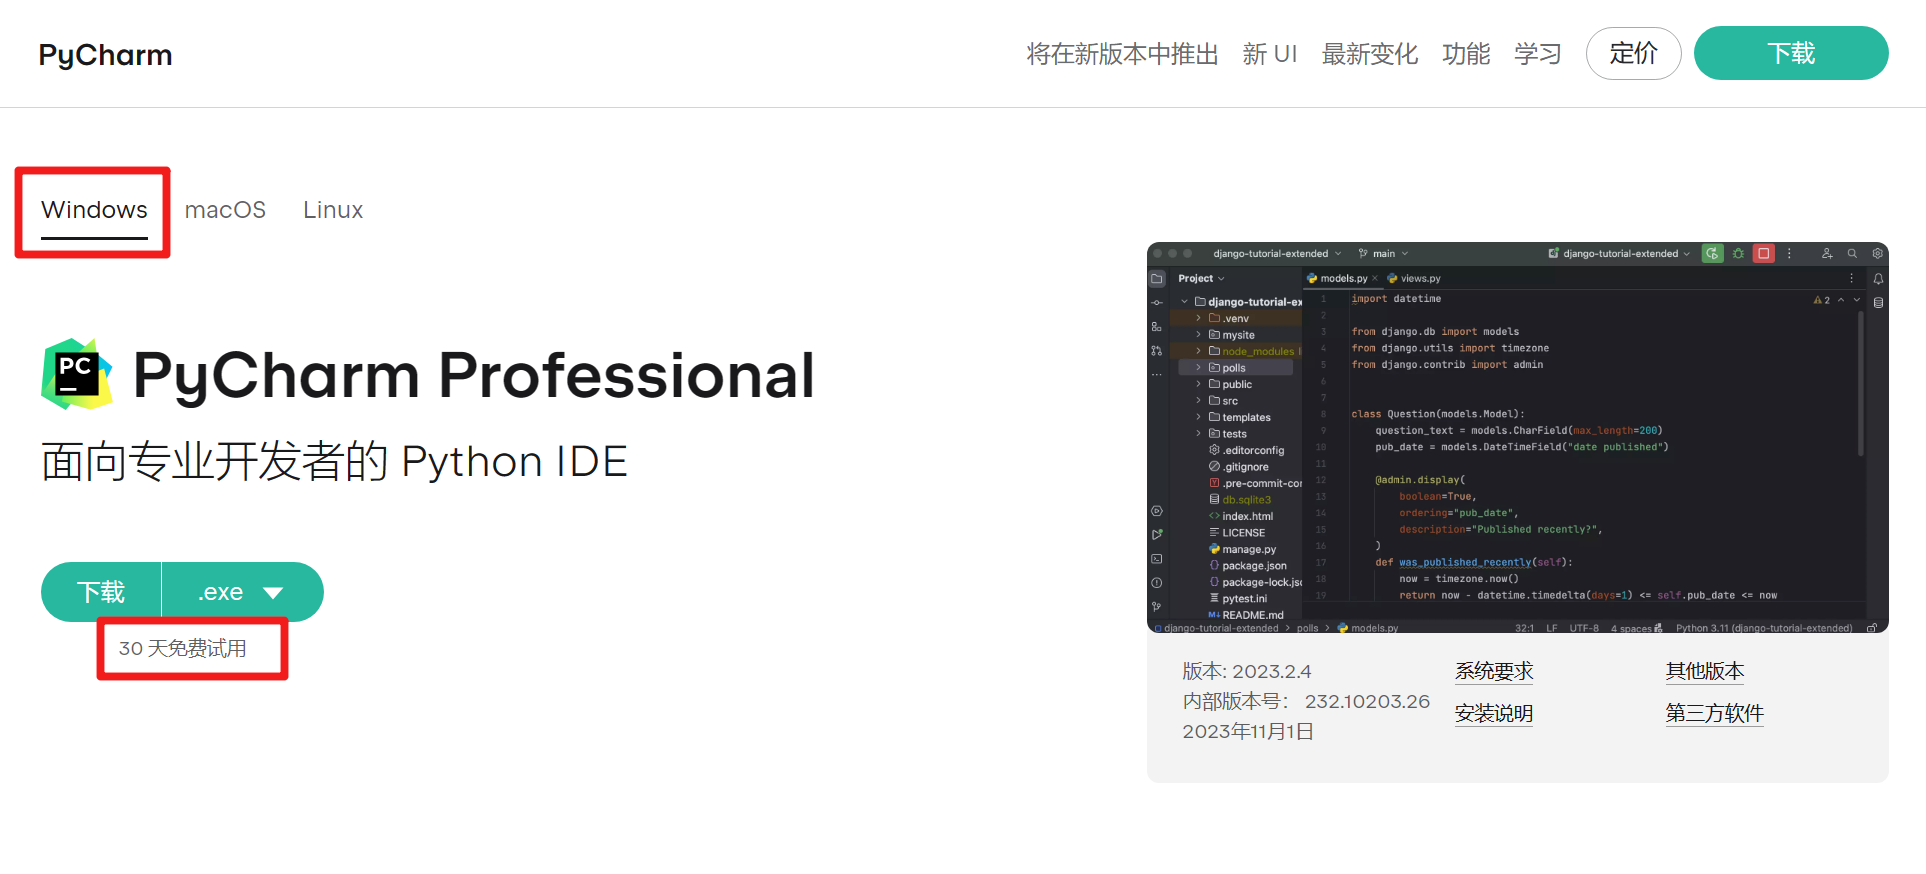 PyCharm
将在新版本中推出 新 UI 最新变化 功能 学习 定价 下载
Windows macOS Linux
PC
PyCharm Professional
面向专业开发者的 Python IDE
下载 .exe
30 天免费试用
django-tutorial-extended main django-tutorial-extended
Project
models.py views.py
django-tutorial-ex
.venv
mysite
node_modules
polls
public
src
templates
tests
.editorconfig
.gitignore
.pre-commit-cor
db.sqlite3
index.html
LICENSE
manage.py
package.json
package-lock.jsc
pytest.ini
README.md
2
1 import datetime
2
3 from django.db import models
4 from django.utils import timezone
5 from django.contrib import admin
6
7
8 class Question(models.Model):
9 question_text = models.CharField(max_length=200)
10 pub_date = models.DateTimeField("date published")
11
12 @admin.display(
13 boolean=True,
14 ordering="pub_date",
15 description="Published recently?",
16 )
17 def was_published_recently(self):
18 now = timezone.now()
19 return now - datetime.timedelta(days=1) <= self.pub_date <= now
django-tutorial-extended > polls > models.py 32:1 LF UTF-8 4 spaces Python 3.11 (django-tutorial-extended)
版本: 2023.2.4
内部版本号: 232.10203.26
2023年11月1日
系统要求
安装说明
其他版本
第三方软件